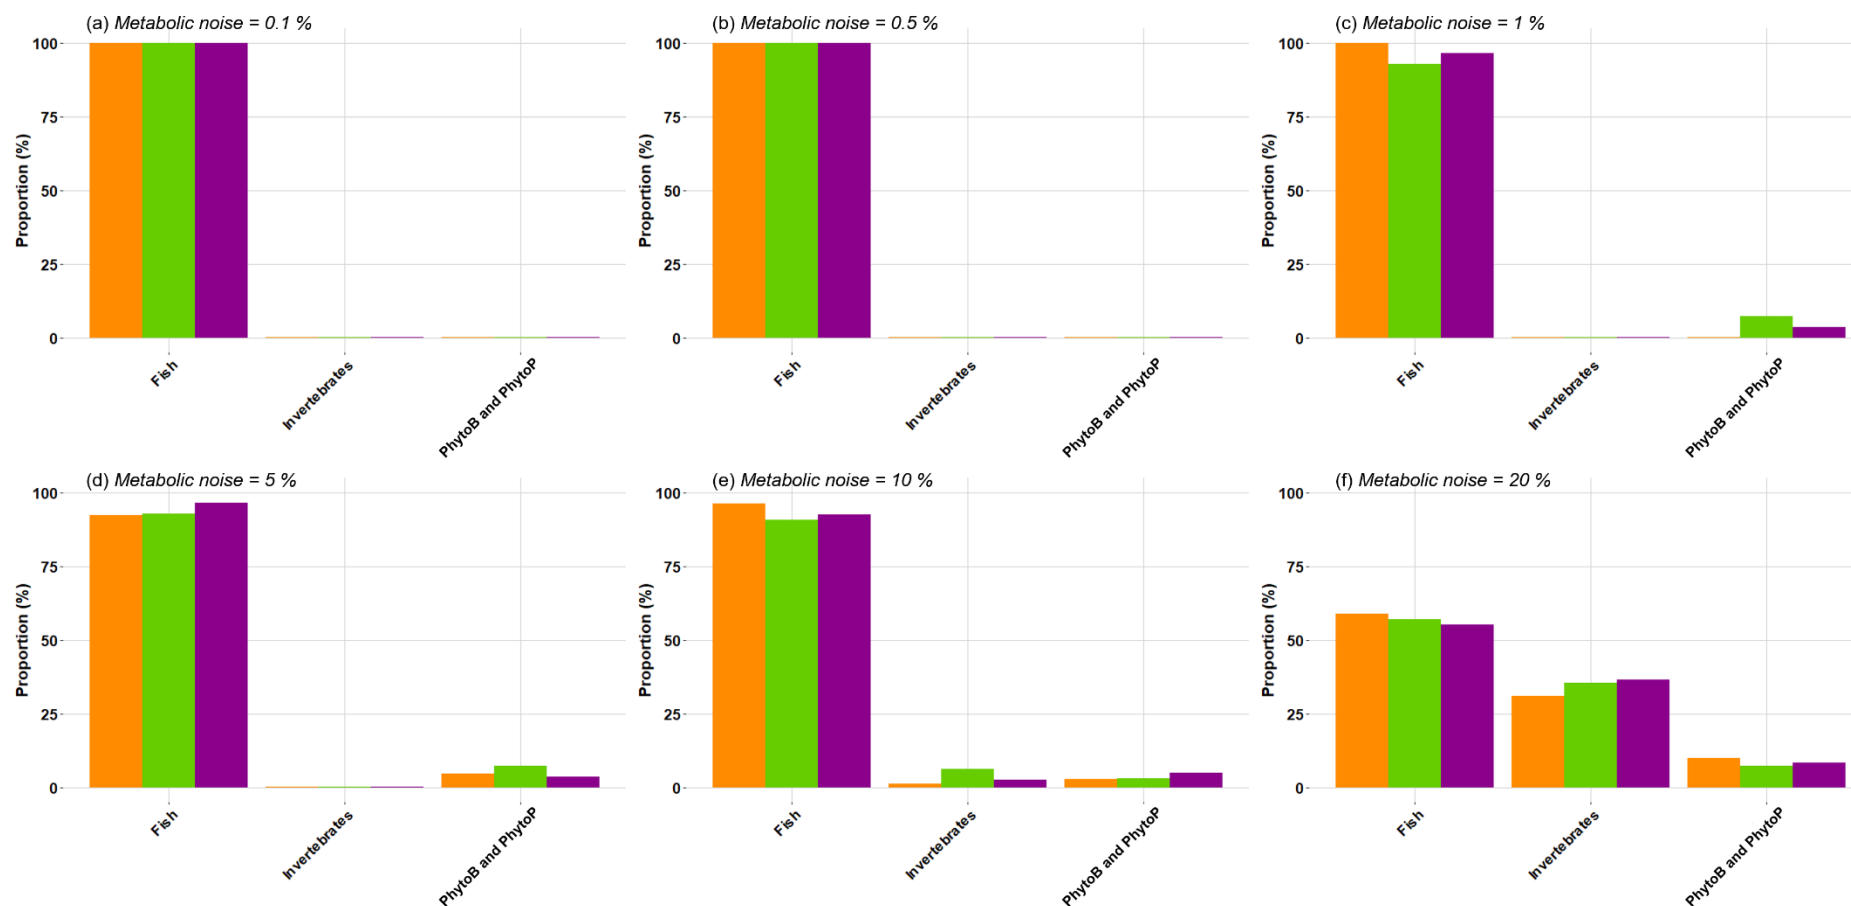 (a) Metabolic noise = 0.1 %
100
75
50
25
0
Proportion (%)
Fish
Invertebrates
PhytoB and PhytoP
(b) Metabolic noise = 0.5 %
100
75
50
25
0
Proportion (%)
Fish
Invertebrates
PhytoB and PhytoP
(c) Metabolic noise = 1 %
100
75
50
25
0
Proportion (%)
Fish
Invertebrates
PhytoB and PhytoP
(d) Metabolic noise = 5 %
100
75
50
25
0
Proportion (%)
Fish
Invertebrates
PhytoB and PhytoP
(e) Metabolic noise = 10 %
100
75
50
25
0
Proportion (%)
Fish
Invertebrates
PhytoB and PhytoP
(f) Metabolic noise = 20 %
100
75
50
25
0
Proportion (%)
Fish
Invertebrates
PhytoB and PhytoP